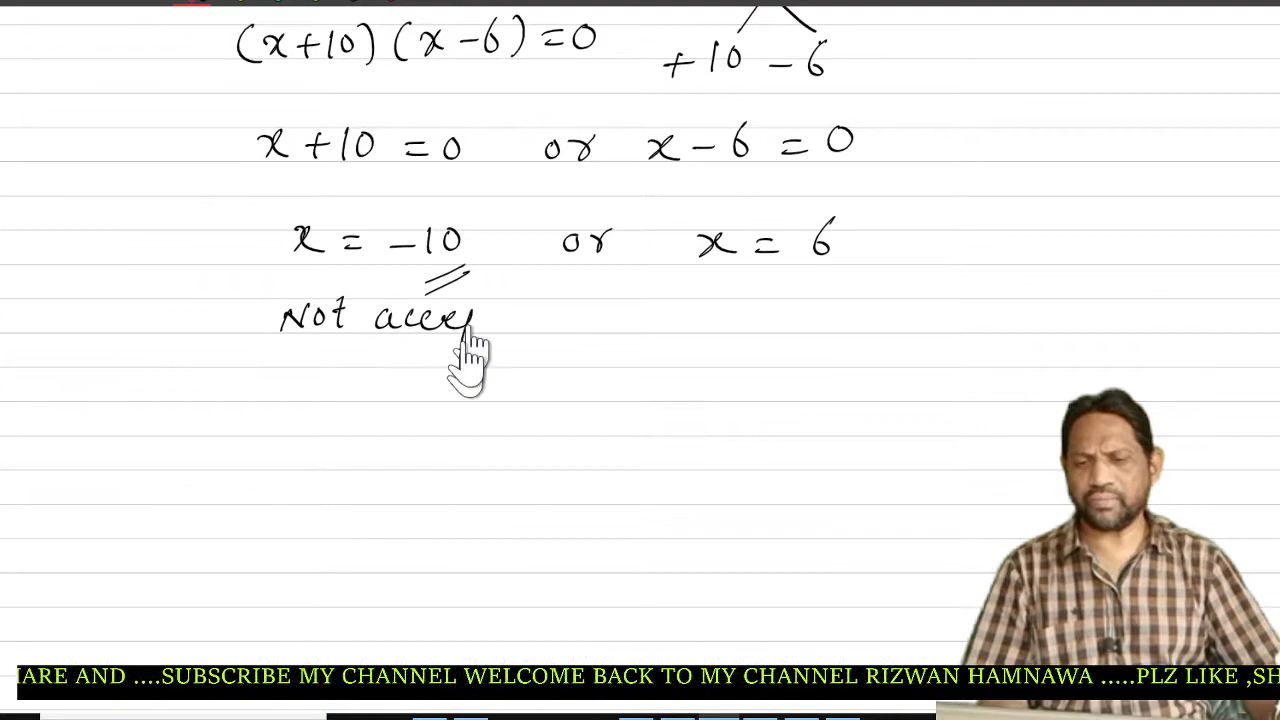 (x+10) (x-6) = 0
+10 -6
x + 10 = 0 or x - 6 = 0
x = -10 or x = 6
Not
IARE AND ....SUBSCRIBE MY CHANNEL WELCOME BACK TO MY CHANNEL RIZWAN HAMNAWA .....PLZ LIKE ,SH